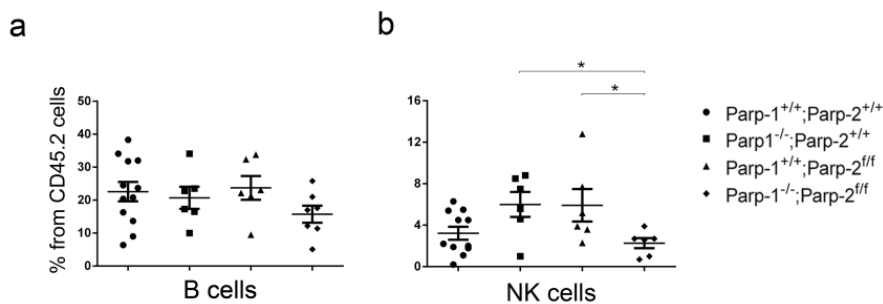 a
b
% from CD45.2 cells
50
40
30
20
10
0
B cells
16
12
8
4
0
NK cells
*
*
Parp-1+/+;Parp-2+/+
Parp1-/-;Parp-2+/+
Parp-1+/+;Parp-2f/f
Parp-1-/-;Parp-2f/f